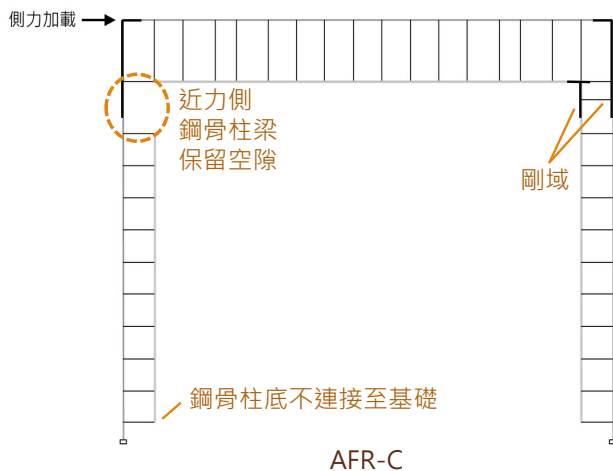 側力加載
近力側
鋼骨柱梁
保留空隙
剛域
鋼骨柱底不連接至基礎
AFR-C